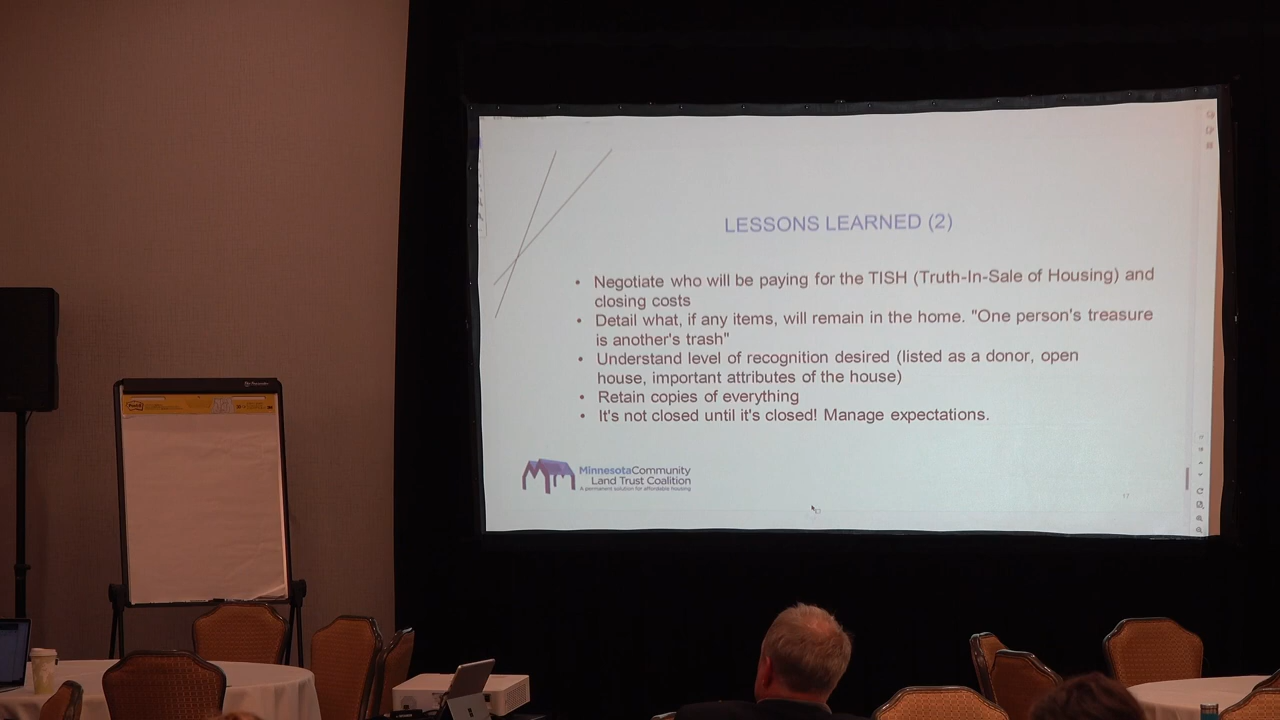 LESSONS LEARNED (2)
• Negotiate who will be paying for the TISH (Truth-In-Sale of Housing) and
closing costs
• Detail what, if any items, will remain in the home. "One person's treasure
is another's trash"
• Understand level of recognition desired (listed as a donor, open
house, important attributes of the house)
• Retain copies of everything
• It's not closed until it's closed! Manage expectations.
MinnesotaCommunity
Land Trust Coalition
A permanent solution for affordable housing
17